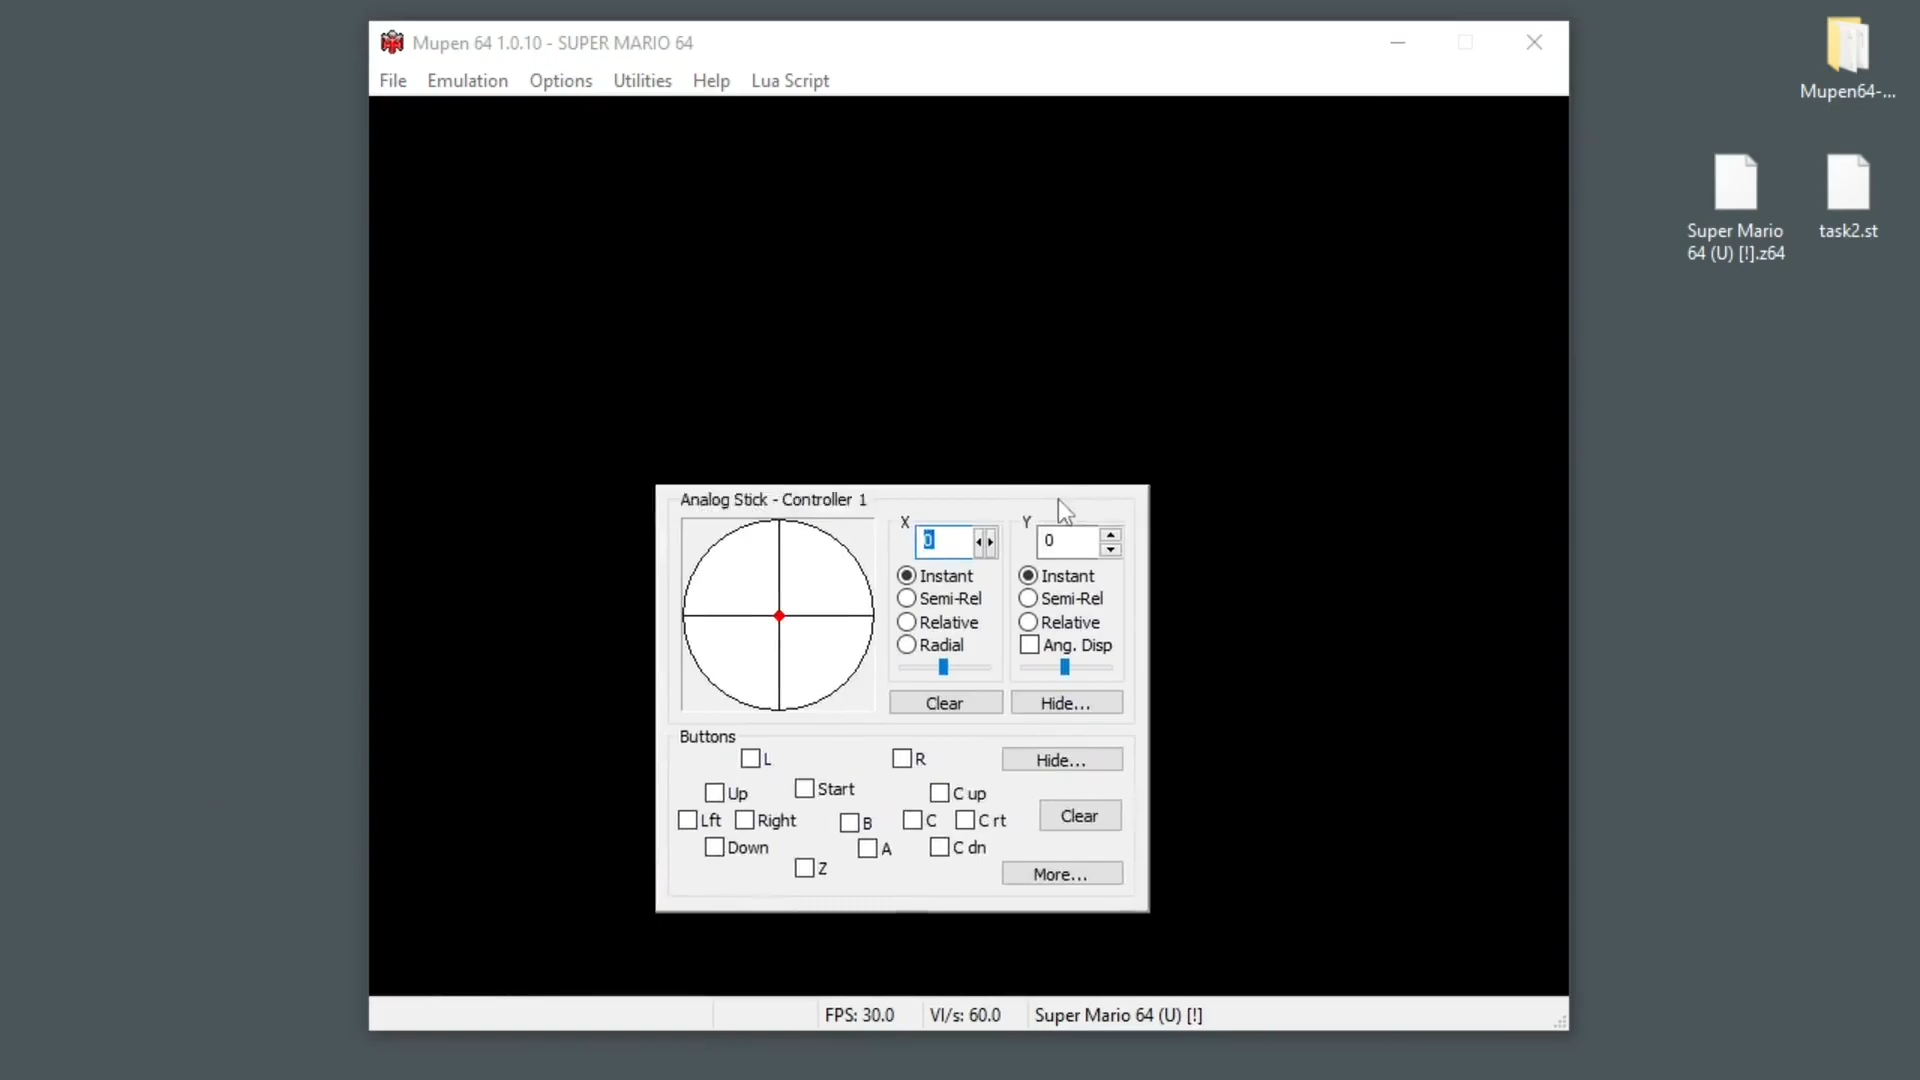 Mupen 64 1.0.10 - SUPER MARIO 64
File Emulation Options Utilities Help Lua Script
Mupen64-...
Super Mario
64 (U) [!].z64
task2.st
Analog Stick - Controller 1
X
0
Y
0
Instant
Instant
Semi-Rel
Semi-Rel
Relative
Relative
Radial
Ang. Disp
Clear
Hide...
Buttons
L
R
Hide...
Up
Start
C up
Lft
Right
B
C
C rt
Clear
Down
A
C dn
Z
More...
FPS: 30.0
VI/s: 60.0
Super Mario 64 (U) [!]